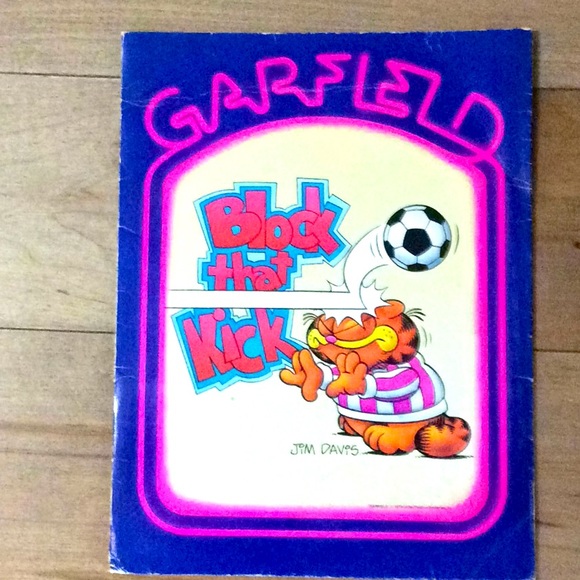 GARFIELD
Block
that
Kick
JIM DAVIS